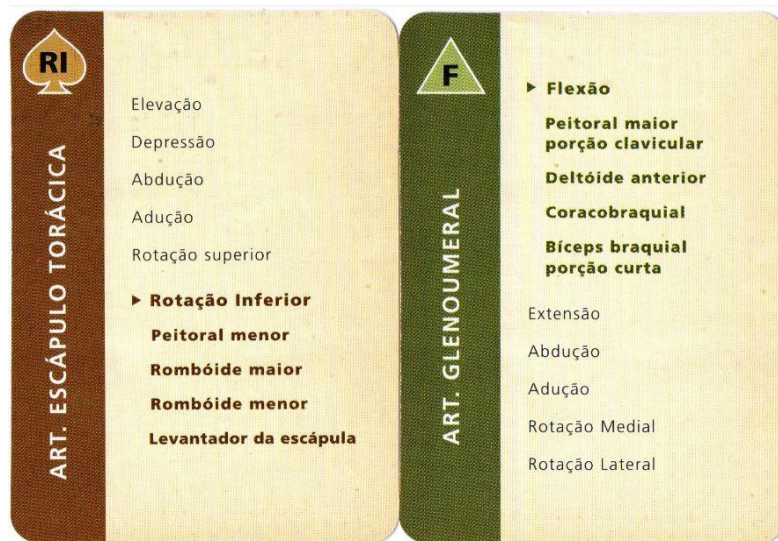 RI
ART. ESCÁPULO TORÁCICA
Elevação
Depressão
Abdução
Adução
Rotação superior
Rotação Inferior
Peitoral menor
Rombóide maior
Rombóide menor
Levantador da escápula
F
ART. GLENOUMERAL
Flexão
Peitoral maior
porção clavicular
Deltóide anterior
Coracobraquial
Bíceps braquial
porção curta
Extensão
Abdução
Adução
Rotação Medial
Rotação Lateral